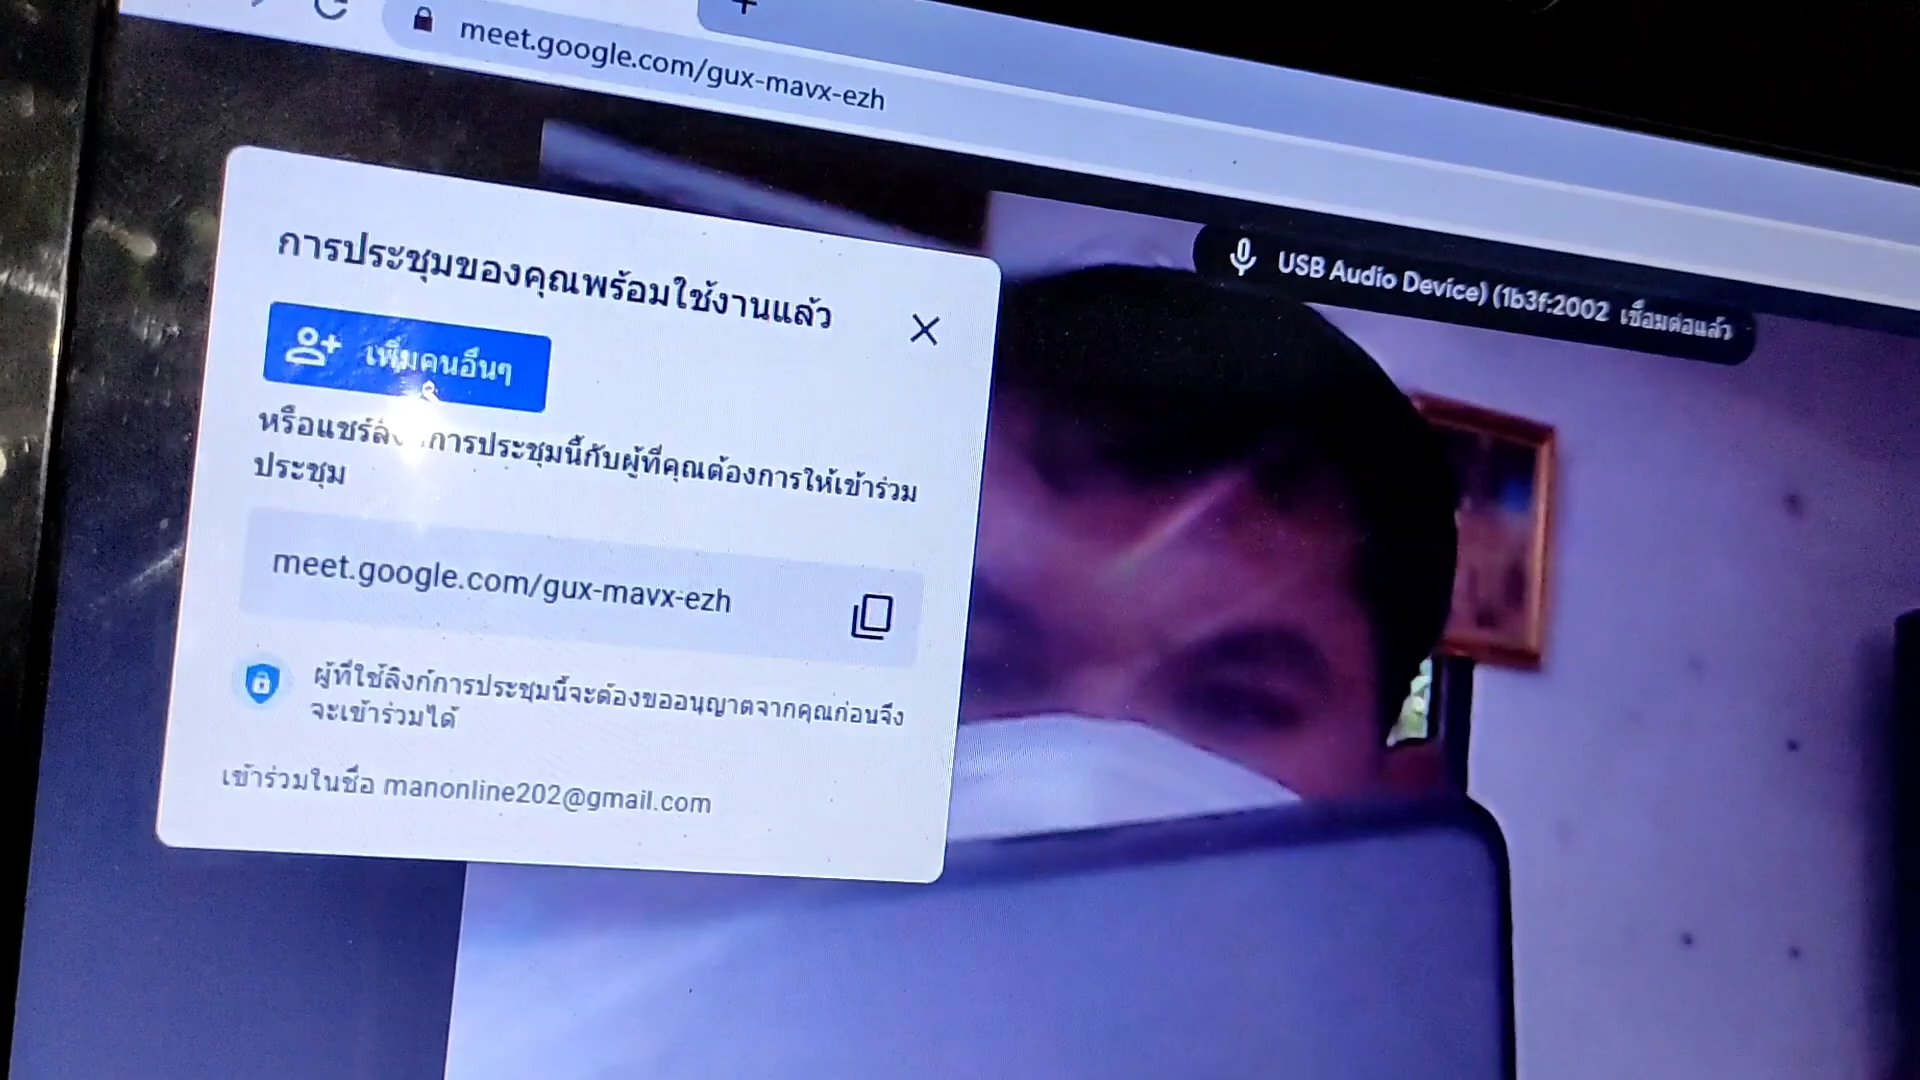 meet.google.com/gux-mavx-ezh
USB Audio Device) (1b3f:2002 เชื่อมต่อแล้ว
การประชุมของคุณพร้อมใช้งานแล้ว
เพิ่มคนอื่นๆ
หรือแชร์ลิงก์การประชุมนี้กับผู้ที่คุณต้องการให้เข้าร่วม
ประชุม
meet.google.com/gux-mavx-ezh
ผู้ที่ใช้ลิงก์การประชุมนี้จะต้องขออนุญาตจากคุณก่อนจึง
จะเข้าร่วมได้
เข้าร่วมในชื่อ manonline202@gmail.com